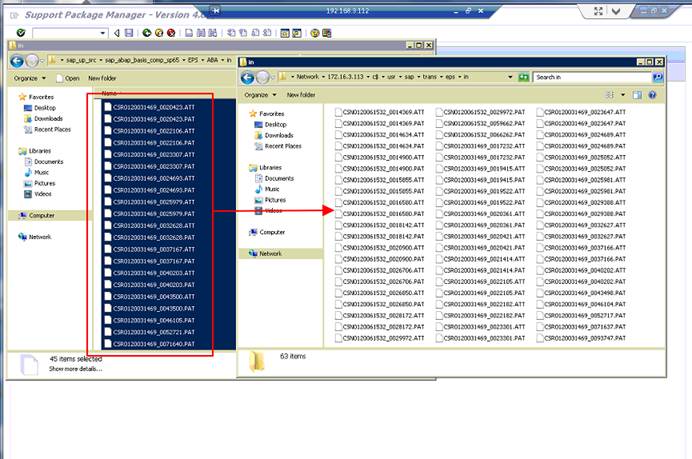 Support Package Manager - Version 4.
192.168.3.112
in
sap_up_src
sap_abap_basis_comp_sp65
EPS
ABA
in
Organize
Open
New folder
Name
Favorites
Desktop
Downloads
Recent Places
Libraries
Documents
Music
Pictures
Videos
Computer
Network
CSR0120031469_0020423.ATT
CSR0120031469_0020423.PAT
CSR0120031469_0022106.ATT
CSR0120031469_0022106.PAT
CSR0120031469_0023307.ATT
CSR0120031469_0023307.PAT
CSR0120031469_0024693.ATT
CSR0120031469_0024693.PAT
CSR0120031469_0025979.ATT
CSR0120031469_0025979.PAT
CSR0120031469_0032628.ATT
CSR0120031469_0032628.PAT
CSR0120031469_0037167.ATT
CSR0120031469_0037167.PAT
CSR0120031469_0040203.ATT
CSR0120031469_0040203.PAT
CSR0120031469_0043500.ATT
CSR0120031469_0043500.PAT
CSR0120031469_0046105.PAT
CSR0120031469_0052721.PAT
CSR0120031469_0071640.PAT
45 items selected
Show more details...
in
Network
172.16.3.113
c$
usr
sap
trans
eps
in
Search in
Organize
New folder
Favorites
Desktop
Downloads
Recent Places
Libraries
Documents
Music
Pictures
Videos
Computer
Network
CSN0120061532_0014369.ATT
CSN0120061532_0014369.PAT
CSN0120061532_0014634.ATT
CSN0120061532_0014634.PAT
CSN0120061532_0014900.ATT
CSN0120061532_0014900.PAT
CSN0120061532_0015855.ATT
CSN0120061532_0015855.PAT
CSN0120061532_0016580.ATT
CSN0120061532_0016580.PAT
CSN0120061532_0018142.ATT
CSN0120061532_0018142.PAT
CSN0120061532_0020900.ATT
CSN0120061532_0020900.PAT
CSN0120061532_0026706.ATT
CSN0120061532_0026706.PAT
CSN0120061532_0026850.ATT
CSN0120061532_0026850.PAT
CSN0120061532_0028172.ATT
CSN0120061532_0028172.PAT
CSN0120061532_0029972.ATT
CSN0120061532_0029972.PAT
CSN0120061532_0059662.PAT
CSN0120061532_0066262.PAT
CSR0120031469_0017232.ATT
CSR0120031469_0017232.PAT
CSR0120031469_0019415.ATT
CSR0120031469_0019415.PAT
CSR0120031469_0019522.ATT
CSR0120031469_0019522.PAT
CSR0120031469_0020361.ATT
CSR0120031469_0020361.PAT
CSR0120031469_0020421.ATT
CSR0120031469_0020421.PAT
CSR0120031469_0021414.ATT
CSR0120031469_0021414.PAT
CSR0120031469_0022105.ATT
CSR0120031469_0022105.PAT
CSR0120031469_0022182.ATT
CSR0120031469_0022182.PAT
CSR0120031469_0023301.ATT
CSR0120031469_0023301.PAT
CSR0120031469_0023647.ATT
CSR0120031469_0023647.PAT
CSR0120031469_0024689.ATT
CSR0120031469_0024689.PAT
CSR0120031469_0025052.ATT
CSR0120031469_0025052.PAT
CSR0120031469_0025981.ATT
CSR0120031469_0025981.PAT
CSR0120031469_0029388.ATT
CSR0120031469_0029388.PAT
CSR0120031469_0032627.ATT
CSR0120031469_0032627.PAT
CSR0120031469_0037166.ATT
CSR0120031469_0037166.PAT
CSR0120031469_0040202.ATT
CSR0120031469_0040202.PAT
CSR0120031469_0043498.PAT
CSR0120031469_0046104.PAT
CSR0120031469_0052717.PAT
CSR0120031469_0071637.PAT
CSR0120031469_0093747.PAT
63 items